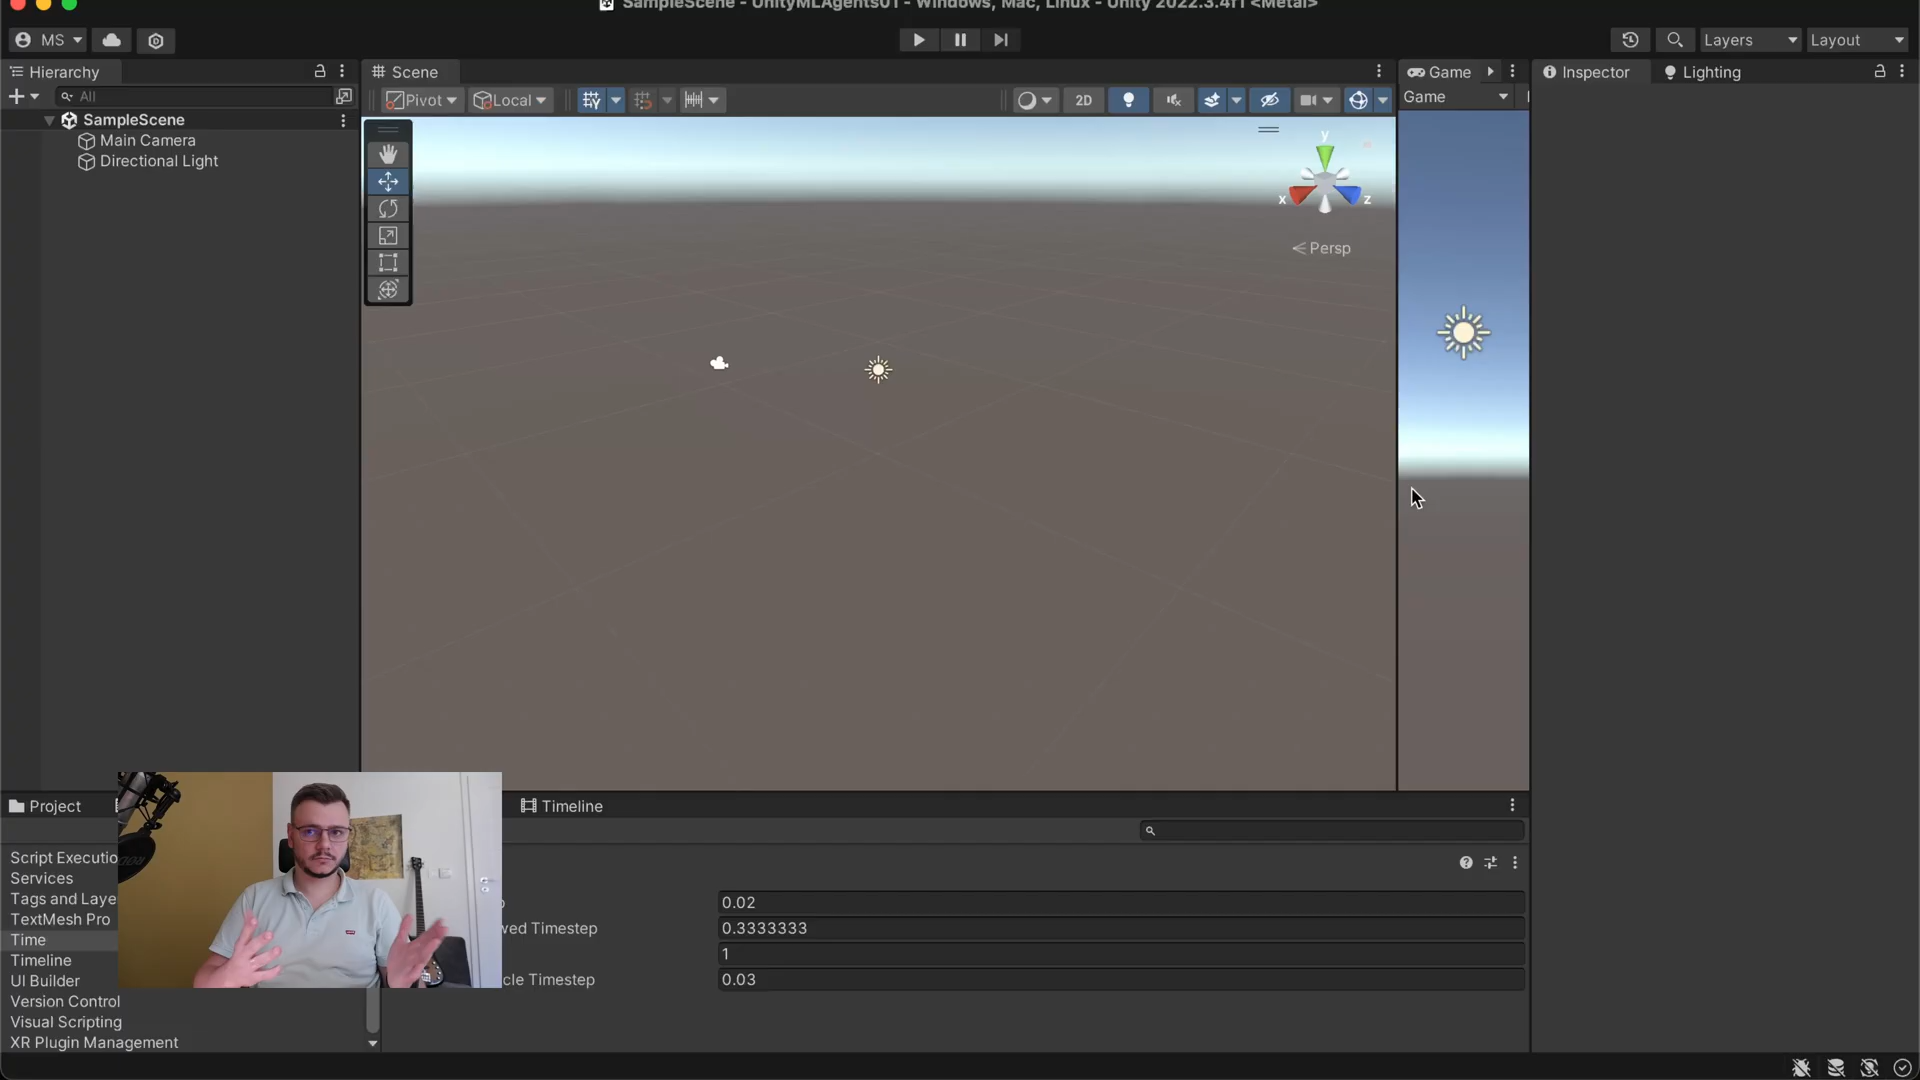 SampleScene - UnityMLAgents01 - Windows, Mac, Linux - Unity 2022.3.4f1 <Metal>
MS
Layers
Layout
Hierarchy
All
SampleScene
Main Camera
Directional Light
Scene
Pivot
Local
2D
y
x
z
Persp
Game
Game
Inspector
Lighting
Project
Timeline
Script Executio
Services
Tags and Laye
TextMesh Pro
Time
Timeline
UI Builder
Version Control
Visual Scripting
XR Plugin Management
0.02
wed Timestep
0.3333333
1
cle Timestep
0.03